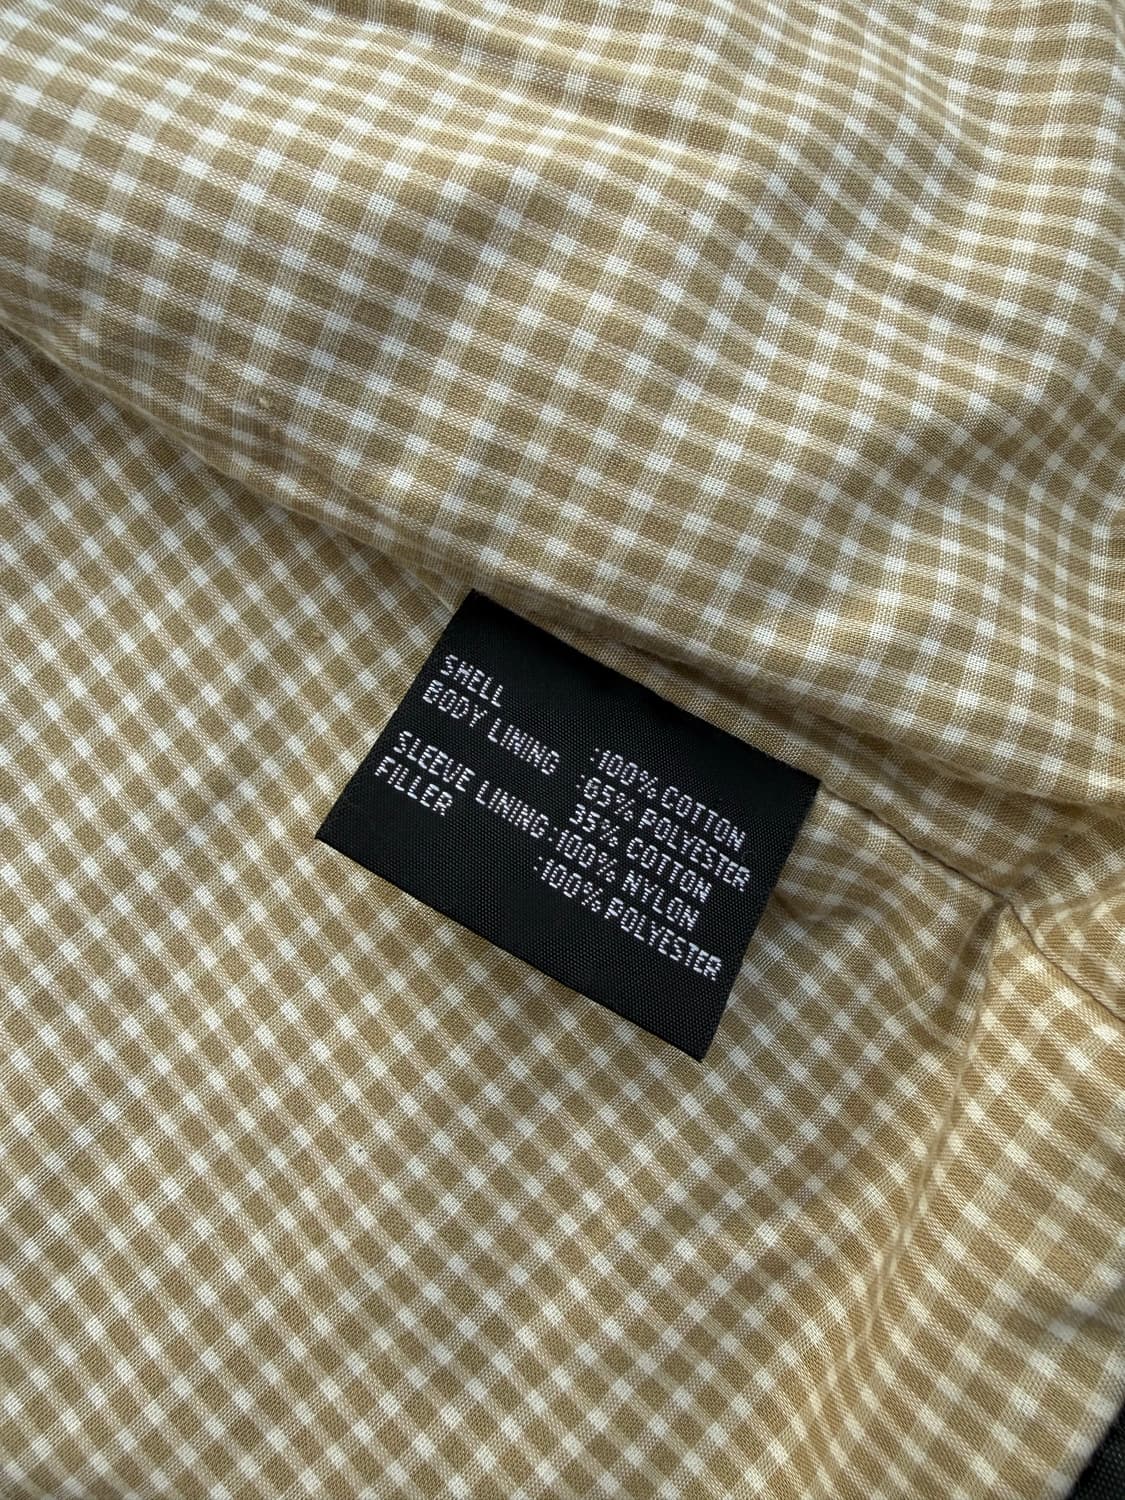 SHELL :100% COTTON
BODY LINING :65% POLYESTER
35% COTTON
SLEEVE LINING:100% NYLON
FILLER :100% POLYESTER